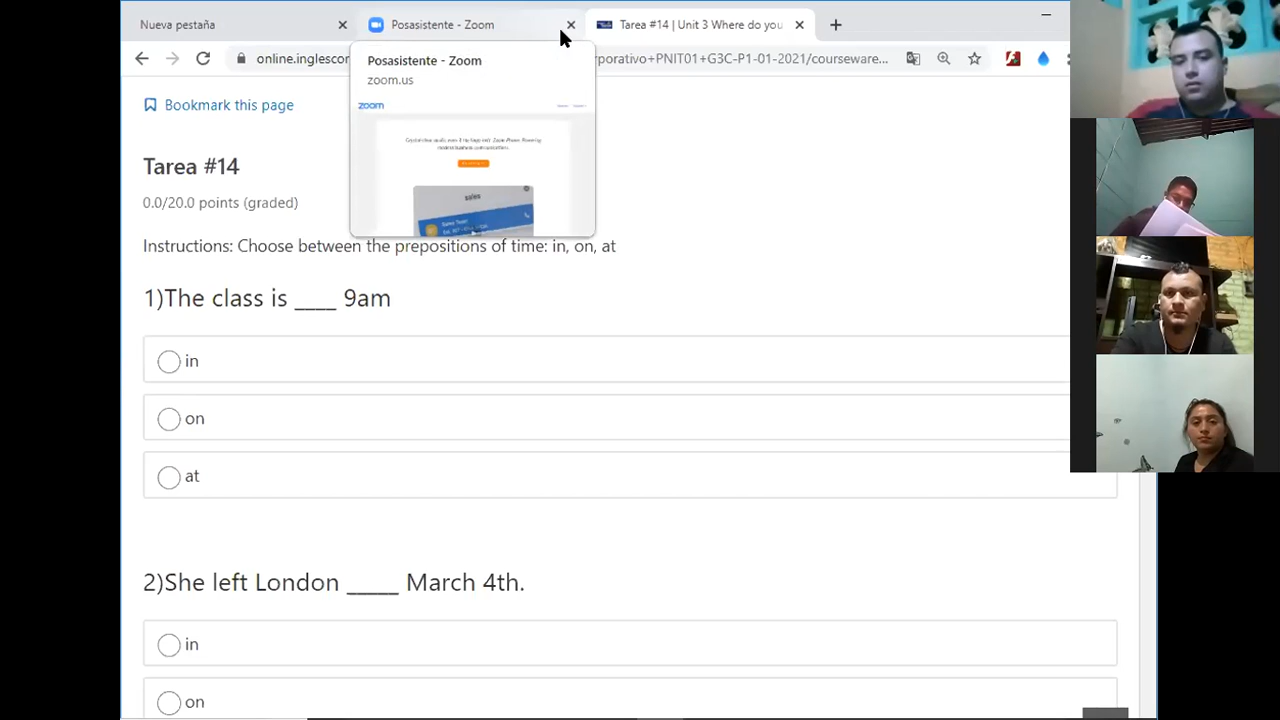 Nueva pestaña
Posasistente - Zoom
Tarea #14 | Unit 3 Where do you
online.inglescor
rporativo+PNIT01+G3C-P1-01-2021/courseware...
Posasistente - Zoom
zoom.us
zoom
sales
Bookmark this page
Tarea #14
0.0/20.0 points (graded)
Instructions: Choose between the prepositions of time: in, on, at
1)The class is ____ 9am
in
on
at
2)She left London _____ March 4th.
in
on